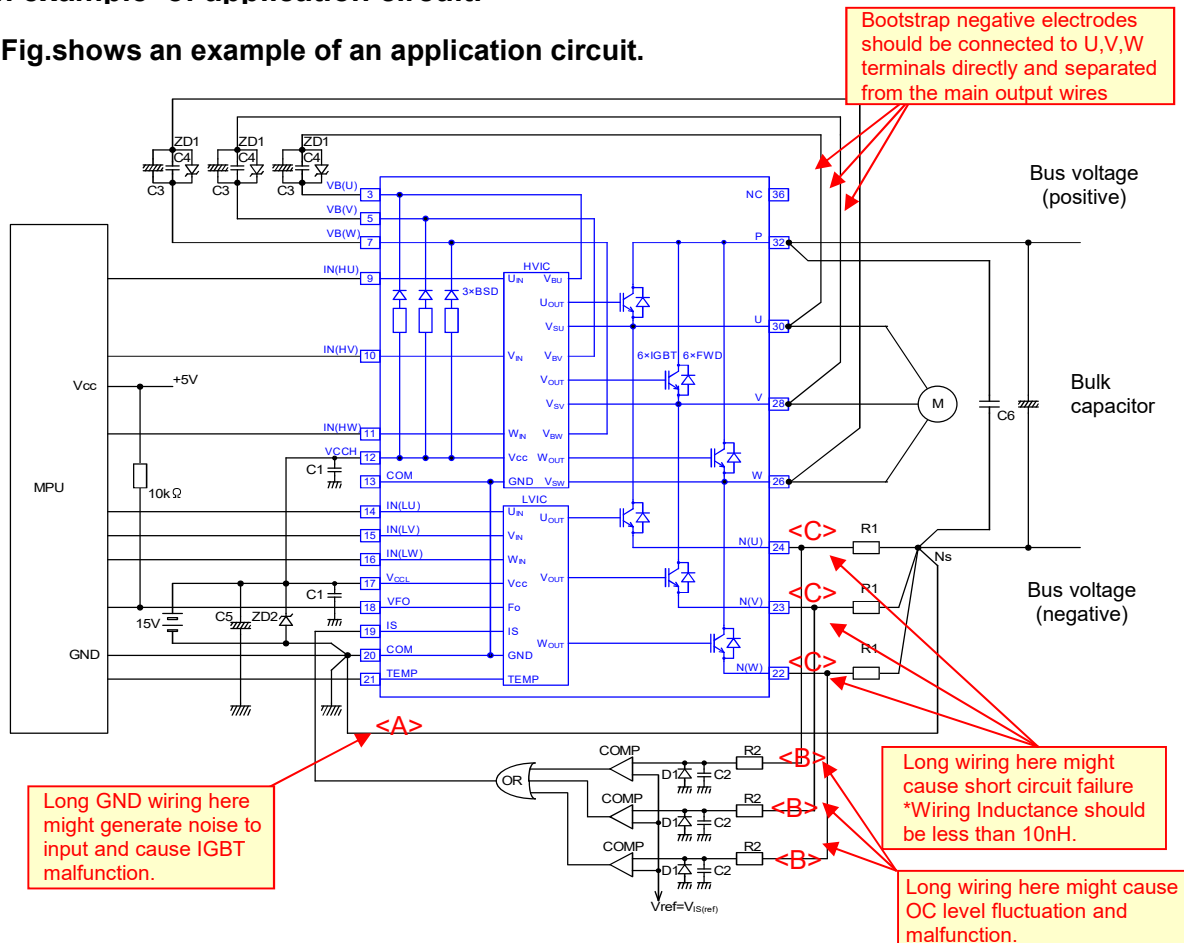 Fig.shows an example of an application circuit.
Bootstrap negative electrodes
should be connected to U,V,W
terminals directly and separated
from the main output wires
ZD1
ZD1
ZD1
C4
C4
C4
C3
C3
C3
Bus voltage
(positive)
VB(U)
3
NC
36
VB(V)
5
VB(W)
7
P
32
IN(HU)
9
HVIC
UIN
VBU
3×BSD
UOUT
VSU
U
30
IN(HV)
10
VIN
VBV
6×IGBT
6×FWD
Vcc
+5V
VOUT
VSV
V
28
M
C6
Bulk
capacitor
IN(HW)
11
WIN
VBW
VCCH
12
Vcc
WOUT
C1
COM
13
GND
VSW
W
26
MPU
10kΩ
LVIC
IN(LU)
14
UIN
UOUT
IN(LV)
15
VIN
N(U)
24
<C>
R1
Ns
IN(LW)
16
WIN
VCCL
17
Vcc
VOUT
C1
Bus voltage
(negative)
VFO
18
Fo
N(V)
23
<C>
R1
15V
C5
ZD2
IS
19
IS
WOUT
GND
COM
20
GND
N(W)
22
<C>
R1
TEMP
21
TEMP
<A>
COMP
R2
<B>
D1
C2
OR
COMP
R2
<B>
D1
C2
COMP
R2
<B>
D1
C2
Vref=VIS(ref)
Long GND wiring here
might generate noise to
input and cause IGBT
malfunction.
Long wiring here might
cause short circuit failure
*Wiring Inductance should
be less than 10nH.
Long wiring here might cause
OC level fluctuation and
malfunction.